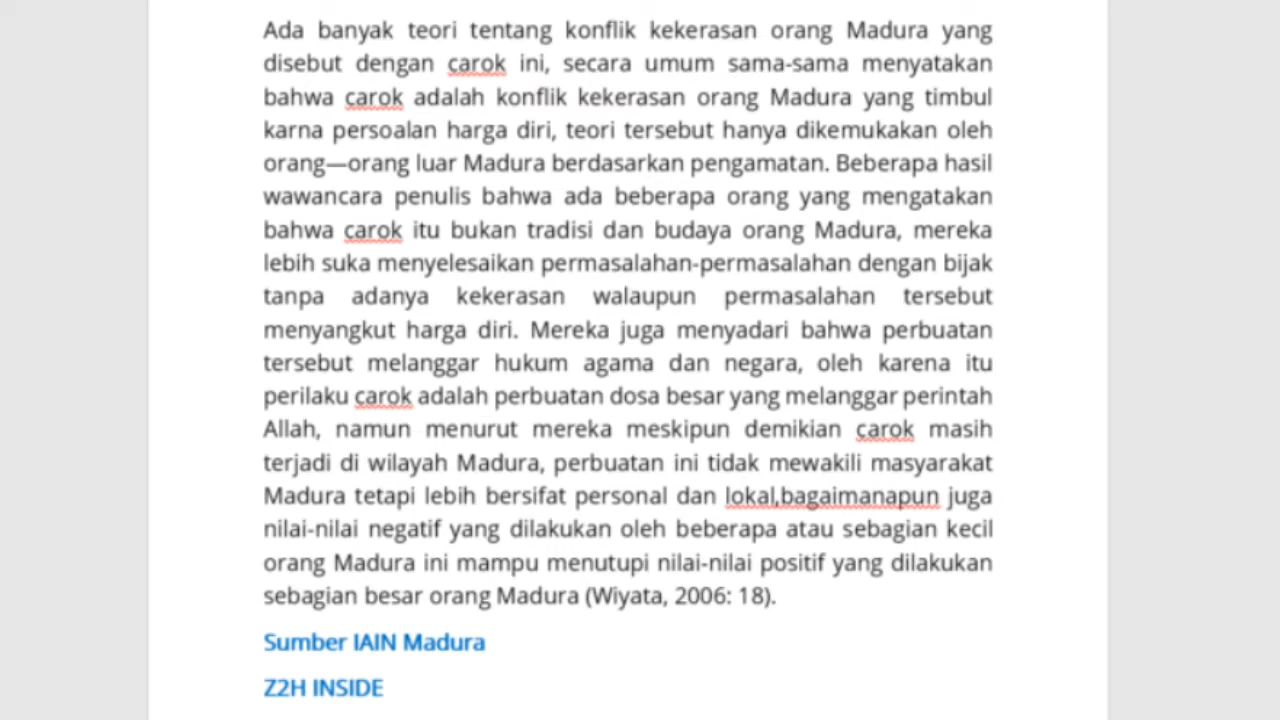 Ada banyak teori tentang konflik kekerasan orang Madura yang
disebut dengan carok ini, secara umum sama-sama menyatakan
bahwa carok adalah konflik kekerasan orang Madura yang timbul
karna persoalan harga diri, teori tersebut hanya dikemukakan oleh
orang—orang luar Madura berdasarkan pengamatan. Beberapa hasil
wawancara penulis bahwa ada beberapa orang yang mengatakan
bahwa carok itu bukan tradisi dan budaya orang Madura, mereka
lebih suka menyelesaikan permasalahan-permasalahan dengan bijak
tanpa adanya kekerasan walaupun permasalahan tersebut
menyangkut harga diri. Mereka juga menyadari bahwa perbuatan
tersebut melanggar hukum agama dan negara, oleh karena itu
perilaku carok adalah perbuatan dosa besar yang melanggar perintah
Allah, namun menurut mereka meskipun demikian carok masih
terjadi di wilayah Madura, perbuatan ini tidak mewakili masyarakat
Madura tetapi lebih bersifat personal dan lokal,bagaimanapun juga
nilai-nilai negatif yang dilakukan oleh beberapa atau sebagian kecil
orang Madura ini mampu menutupi nilai-nilai positif yang dilakukan
sebagian besar orang Madura (Wiyata, 2006: 18).
Sumber IAIN Madura
Z2H INSIDE